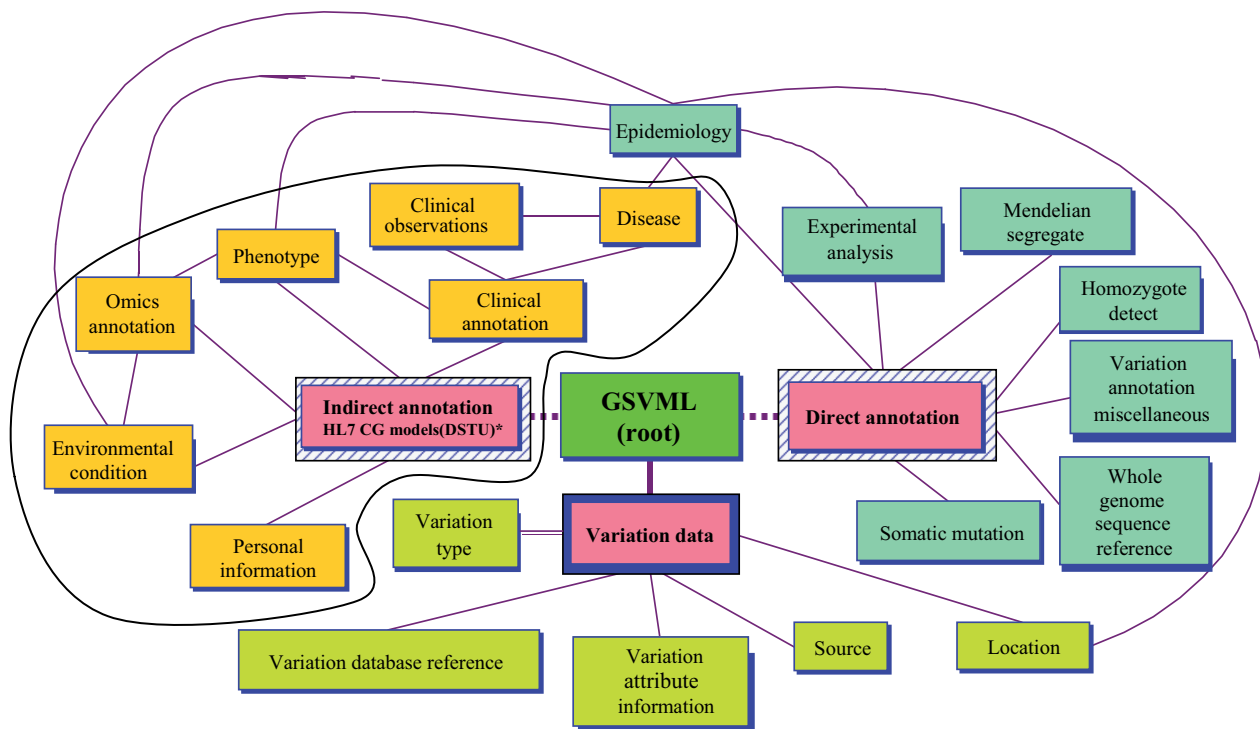 Epidemiology
Clinical
observations
Disease
Experimental
analysis
Mendelian
segregate
Phenotype
Omics
annotation
Clinical
annotation
Homozygote
detect
Variation
annotation
miscellaneous
Indirect annotation
HL7 CG models(DSTU)*
GSVML
(root)
Direct annotation
Environmental
condition
Whole
genome
sequence
reference
Variation
type
Variation data
Somatic mutation
Personal
information
Variation database reference
Variation
attribute
information
Source
Location